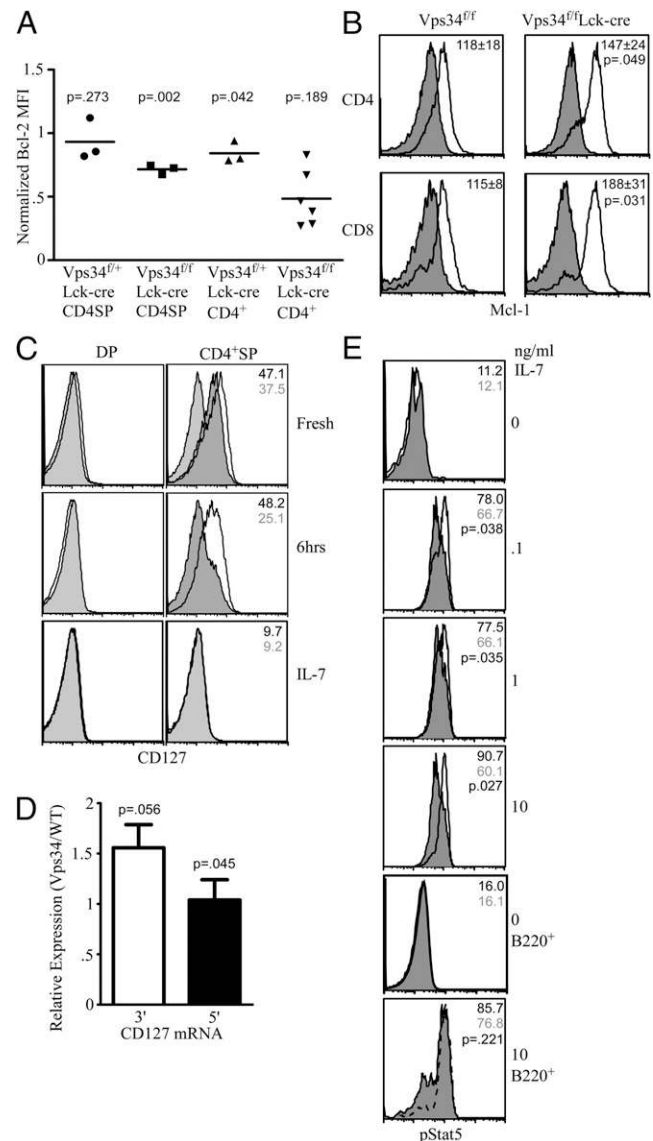 A
Normalized Bcl-2 MFI
1.5
1
.5
0
p=.273 p=.002 p=.042 p=.189
Vps34f/+ Vps34f/f Vps34f/+ Vps34f/f
Lck-cre Lck-cre Lck-cre Lck-cre
CD4SP CD4SP CD4+ CD4+
B
Vps34f/f Vps34f/fLck-cre
CD4
118±18
147±24
p=.049
CD8
115±8
188±31
p=.031
Mcl-1
C
DP CD4+SP
47.1
37.5
Fresh
48.2
25.1
6hrs
9.7
9.2
IL-7
CD127
D
Relative Expression (Vps34/WT)
2
1.5
1
.5
0
p=.056
p=.045
3' 5'
CD127 mRNA
E
ng/ml
IL-7
11.2
12.1
0
78.0
66.7
p=.038
.1
77.5
66.1
p=.035
1
90.7
60.1
p.027
10
16.0
16.1
0
B220+
85.7
76.8
p=.221
10
B220+
pStat5